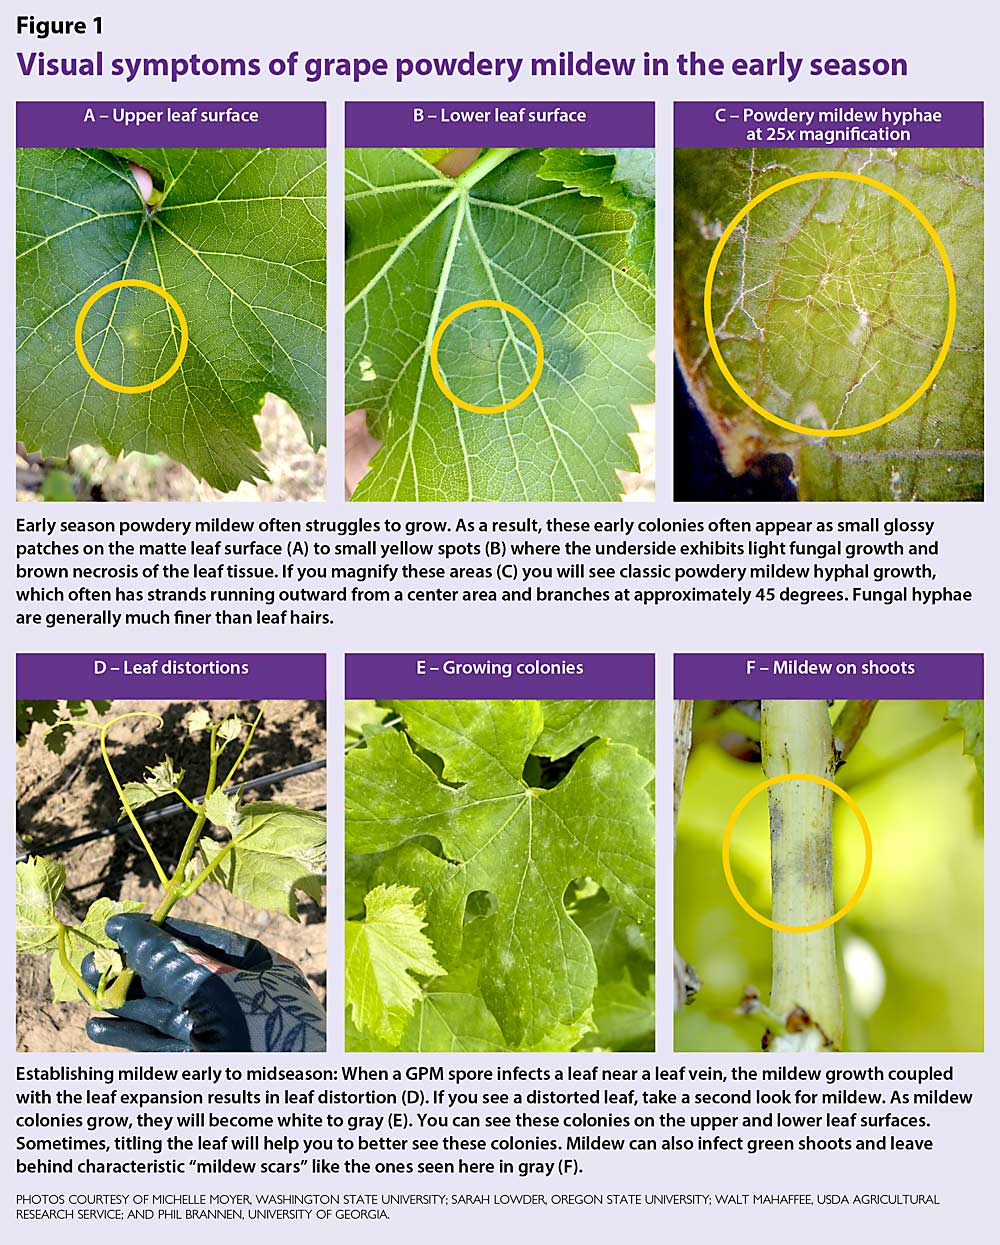 Figure 1
Visual symptoms of grape powdery mildew in the early season
A – Upper leaf surface
B – Lower leaf surface
C – Powdery mildew hyphae
at 25x magnification
Early season powdery mildew often struggles to grow. As a result, these early colonies often appear as small glossy
patches on the matte leaf surface (A) to small yellow spots (B) where the underside exhibits light fungal growth and
brown necrosis of the leaf tissue. If you magnify these areas (C) you will see classic powdery mildew hyphal growth,
which often has strands running outward from a center area and branches at approximately 45 degrees. Fungal hyphae
are generally much finer than leaf hairs.
D – Leaf distortions
E – Growing colonies
F – Mildew on shoots
Establishing mildew early to midseason: When a GPM spore infects a leaf near a leaf vein, the mildew growth coupled
with the leaf expansion results in leaf distortion (D). If you see a distorted leaf, take a second look for mildew. As mildew
colonies grow, they will become white to gray (E). You can see these colonies on the upper and lower leaf surfaces.
Sometimes, titling the leaf will help you to better see these colonies. Mildew can also infect green shoots and leave
behind characteristic “mildew scars” like the ones seen here in gray (F).
PHOTOS COURTESY OF MICHELLE MOYER, WASHINGTON STATE UNIVERSITY; SARAH LOWDER, OREGON STATE UNIVERSITY; WALT MAHAFFEE, USDA AGRICULTURAL
RESEARCH SERVICE; AND PHIL BRANNEN, UNIVERSITY OF GEORGIA.